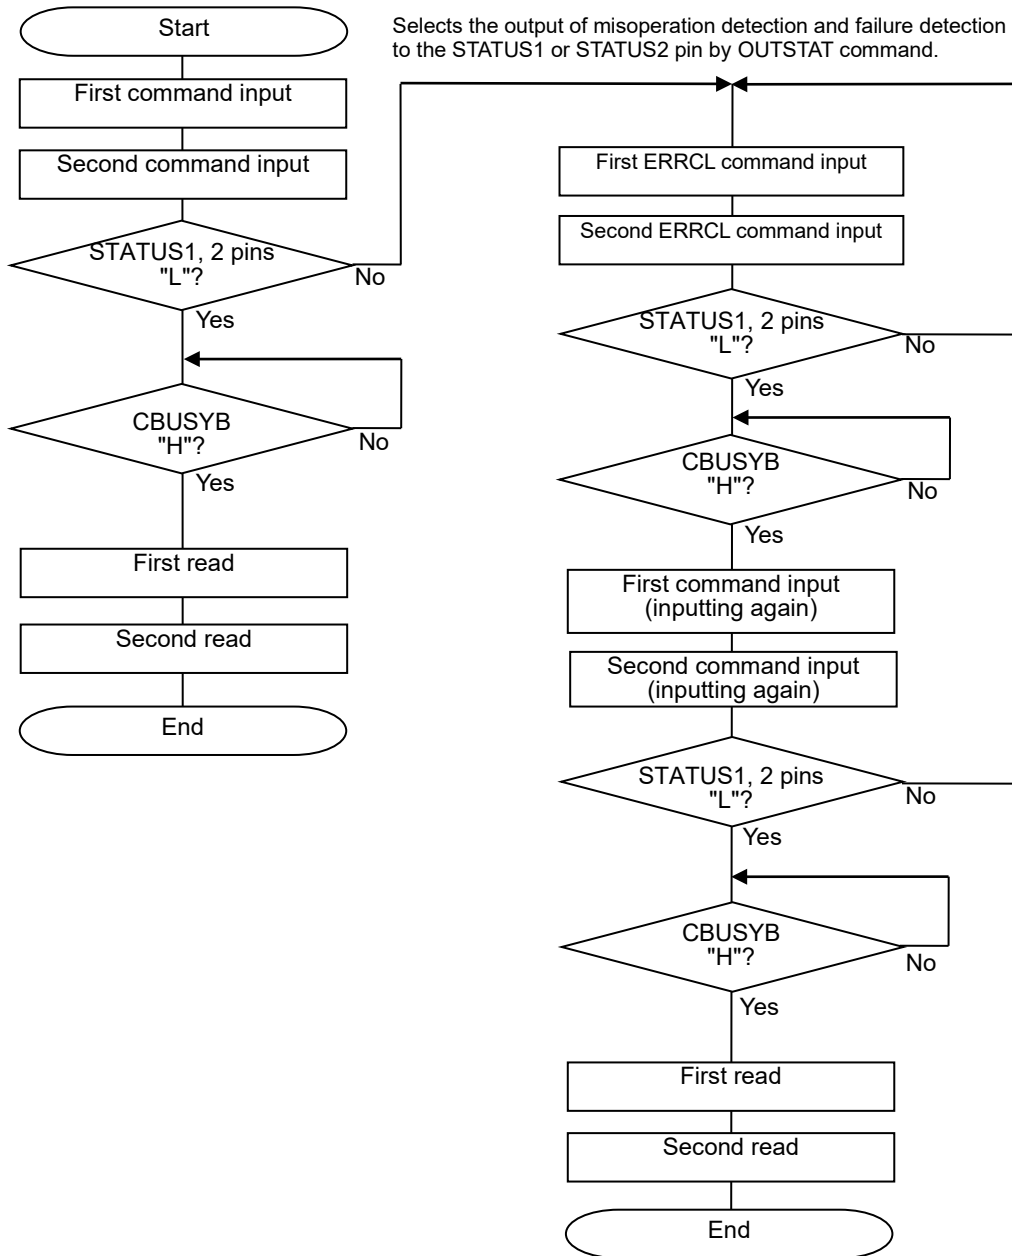 Start
First command input
Second command input
STATUS1, 2 pins
"L"?
No
Yes
CBUSYB
"H"?
No
Yes
First read
Second read
End
Selects the output of misoperation detection and failure detection
to the STATUS1 or STATUS2 pin by OUTSTAT command.
First ERRCL command input
Second ERRCL command input
STATUS1, 2 pins
"L"?
No
Yes
CBUSYB
"H"?
No
Yes
First command input
(inputting again)
Second command input
(inputting again)
STATUS1, 2 pins
"L"?
No
Yes
CBUSYB
"H"?
No
Yes
First read
Second read
End